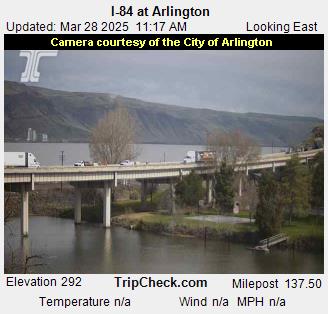 I-84 at Arlington
Updated: Mar 28 2025 11:17 AM Looking East
Camera courtesy of the City of Arlington
Elevation 292 TripCheck.com Milepost 137.50
Temperature n/a Wind n/a MPH n/a